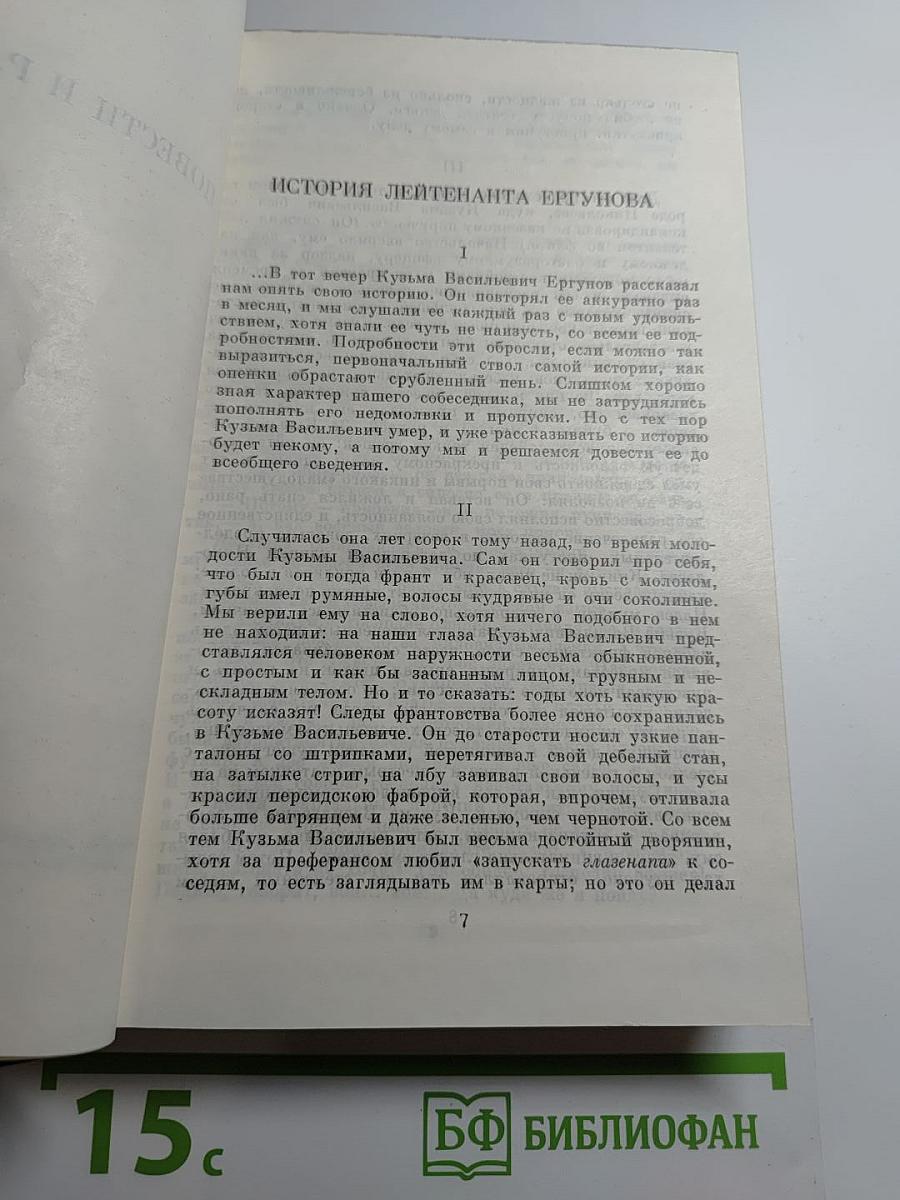 ПОВЕСТИ И Р
ИСТОРИЯ ЛЕЙТЕНАНТА ЕРГУНОВА
I
...В тот вечер Кузьма Васильевич Ергунов рассказал
нам опять свою историю. Он повторял ее аккуратно раз
в месяц, и мы слушали ее каждый раз с новым удоволь-
ствием, хотя знали ее чуть не наизусть, со всеми ее под-
робностями. Подробности эти обросли, если можно так
выразиться, первоначальный ствол самой истории, как
опенки обрастают срубленный пень. Слишком хорошо
зная характер нашего собеседника, мы не затруднялись
пополнять его недомолвки и пропуски. Но с тех пор
Кузьма Васильевич умер, и уже рассказывать его историю
будет некому, а потому мы и решаемся довести ее до
всеобщего сведения.
II
Случилась она лет сорок тому назад, во время моло-
дости Кузьмы Васильевича. Сам он говорил про себя,
что был он тогда франт и красавец, кровь с молоком,
губы имел румяные, волосы кудрявые и очи соколиные.
Мы верили ему на слово, хотя ничего подобного в нем
не находили: на наши глаза Кузьма Васильевич пред-
ставлялся человеком наружности весьма обыкновенной,
с простым и как бы заспанным лицом, грузным и не-
складным телом. Но и то сказать: годы хоть какую кра-
соту исказят! Следы франтовства более ясно сохранились
в Кузьме Васильевиче. Он до старости носил узкие пан-
талоны со штрипками, перетягивал свой дебелый стан,
на затылке стриг, на лбу завивал свои волосы, и усы
красил персидскою фаброй, которая, впрочем, отливала
больше багрянцем и даже зеленью, чем чернотой. Со всем
тем Кузьма Васильевич был весьма достойный дворянин,
хотя за преферансом любил «запускать глазенапа» к со-
седям, то есть заглядывать им в карты; но это он делал
7
15 с
БФ БИБЛИОФАН